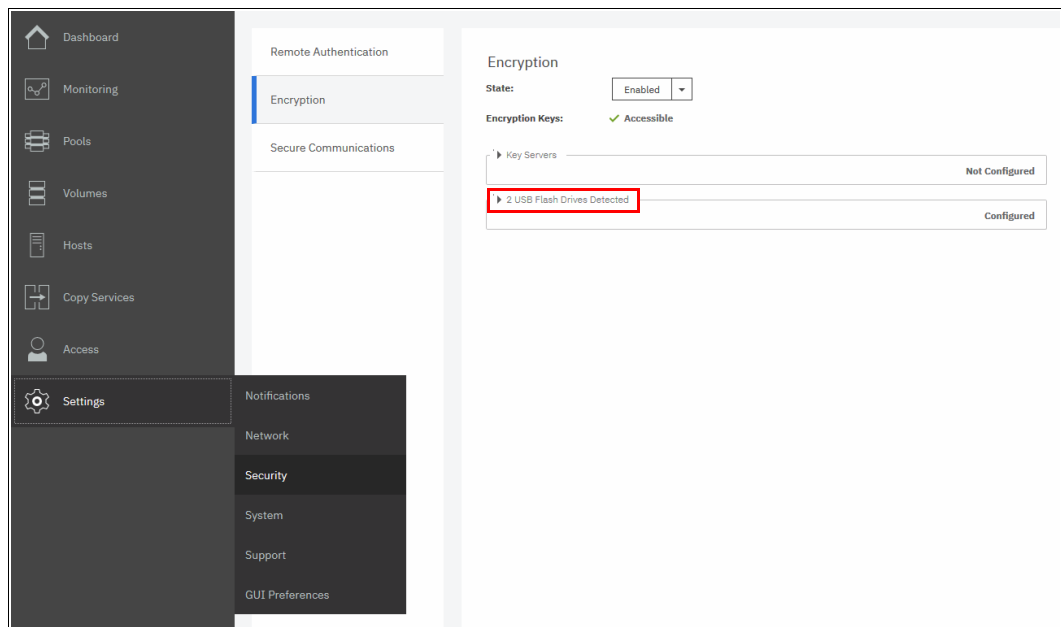 Dashboard
Monitoring
Pools
Volumes
Hosts
Copy Services
Access
Settings
Notifications
Network
Security
System
Support
GUI Preferences
Remote Authentication
Encryption
Secure Communications
Encryption
State:
Enabled
Encryption Keys:
Accessible
Key Servers
Not Configured
2 USB Flash Drives Detected
Configured